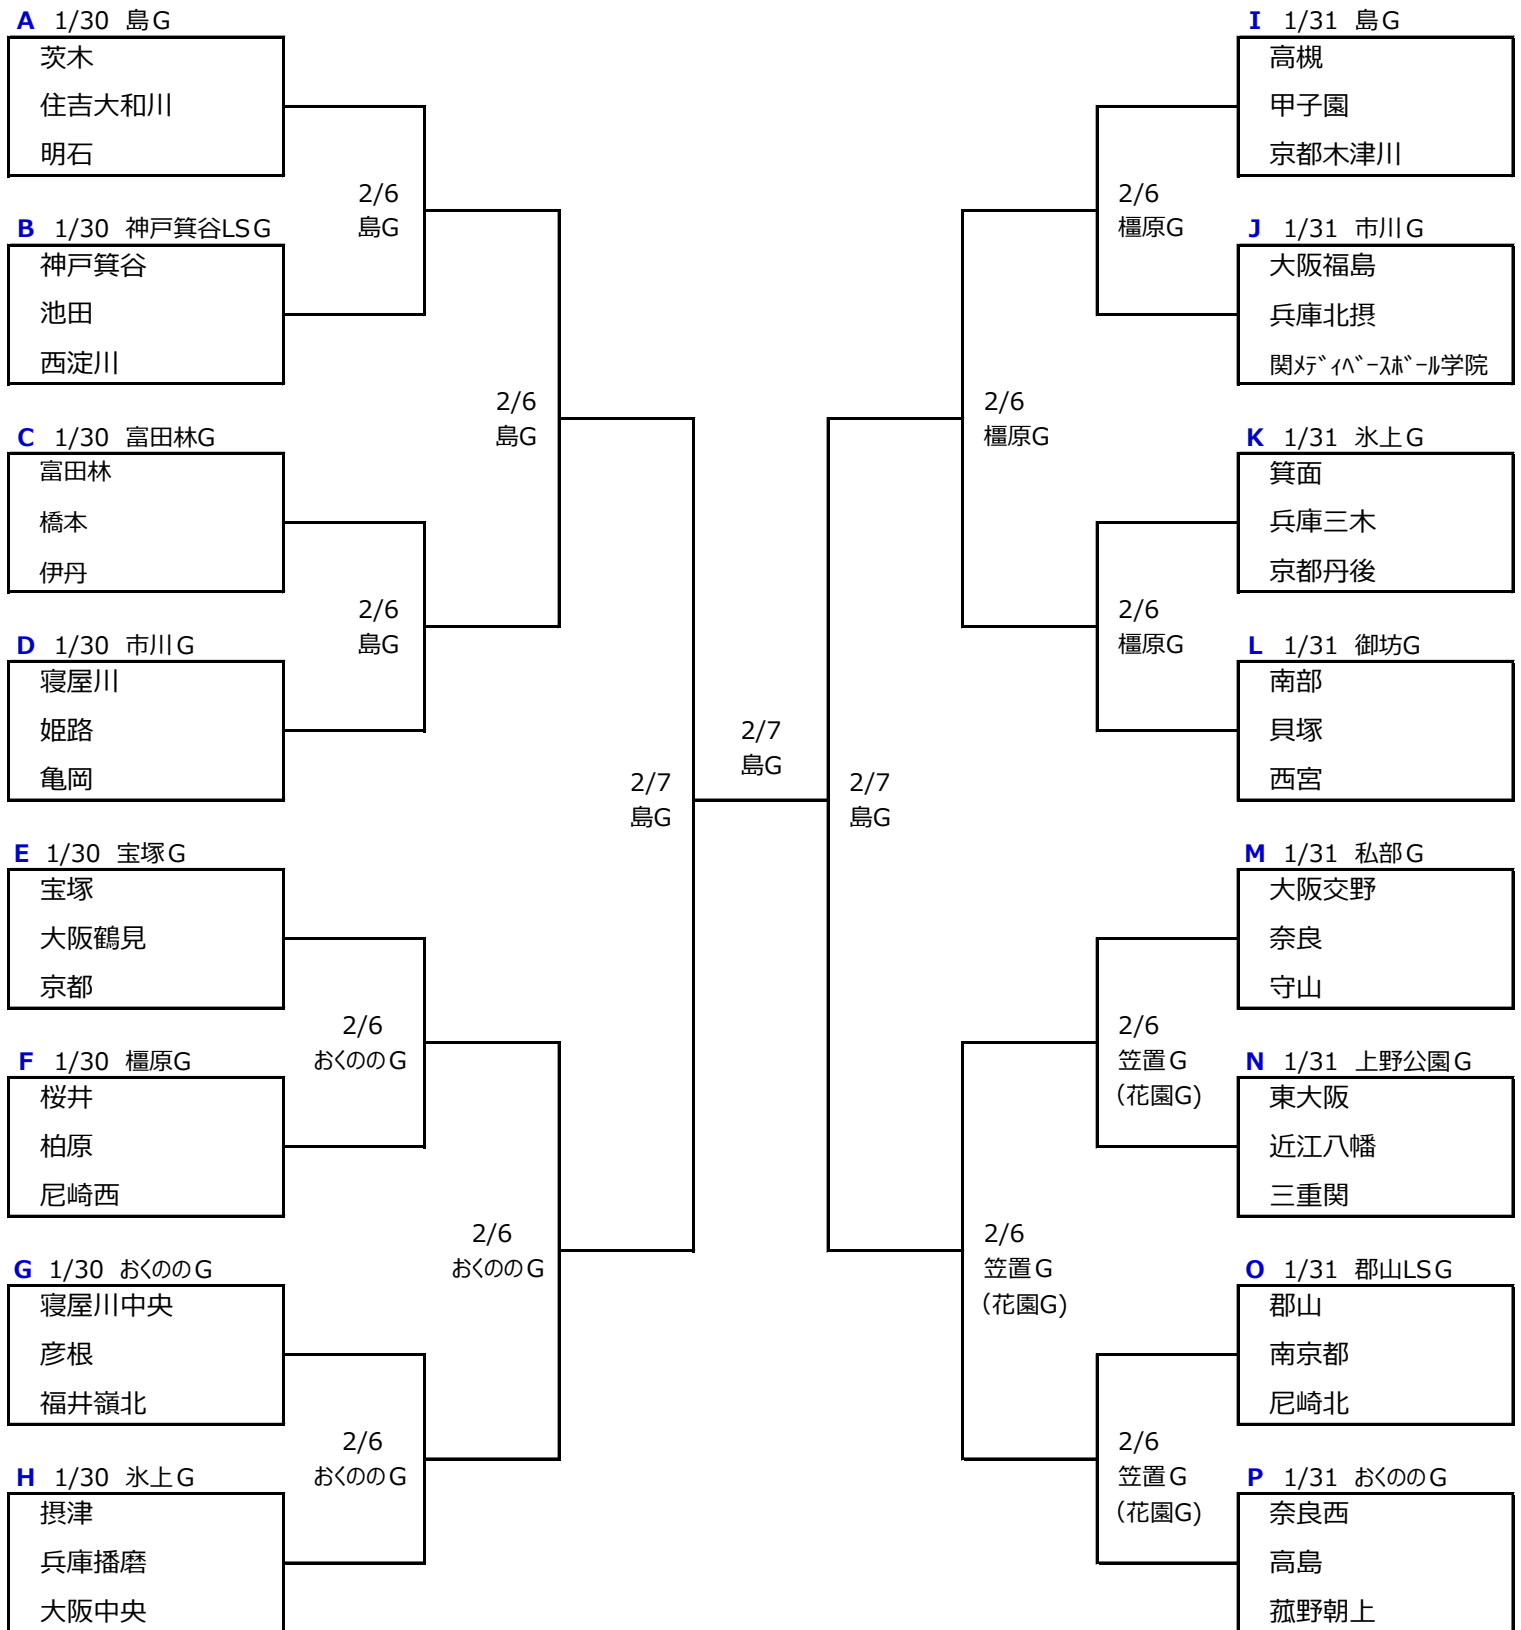 A 1/30 島G
茨木
住吉大和川
明石
B 1/30 神戸箕谷LSG
神戸箕谷
池田
西淀川
C 1/30 富田林G
富田林
橋本
伊丹
D 1/30 市川G
寝屋川
姫路
亀岡
E 1/30 宝塚G
宝塚
大阪鶴見
京都
F 1/30 橿原G
桜井
柏原
尼崎西
G 1/30 おくののG
寝屋川中央
彦根
福井嶺北
H 1/30 氷上G
摂津
兵庫播磨
大阪中央
2/6
島G
2/6
島G
2/6
おくののG
2/6
おくののG
2/6
島G
2/6
おくののG
2/7
島G
2/7
島G
2/7
島G
2/6
橿原G
2/6
笠置G
(花園G)
2/6
橿原G
2/6
橿原G
2/6
笠置G
(花園G)
2/6
笠置G
(花園G)
I 1/31 島G
高槻
甲子園
京都木津川
J 1/31 市川G
大阪福島
兵庫北摂
関ﾒﾃﾞｨﾍﾞｰｽﾎﾞｰﾙ学院
K 1/31 氷上G
箕面
兵庫三木
京都丹後
L 1/31 御坊G
南部
貝塚
西宮
M 1/31 私部G
大阪交野
奈良
守山
N 1/31 上野公園G
東大阪
近江八幡
三重関
O 1/31 郡山LSG
郡山
南京都
尼崎北
P 1/31 おくののG
奈良西
高島
菰野朝上